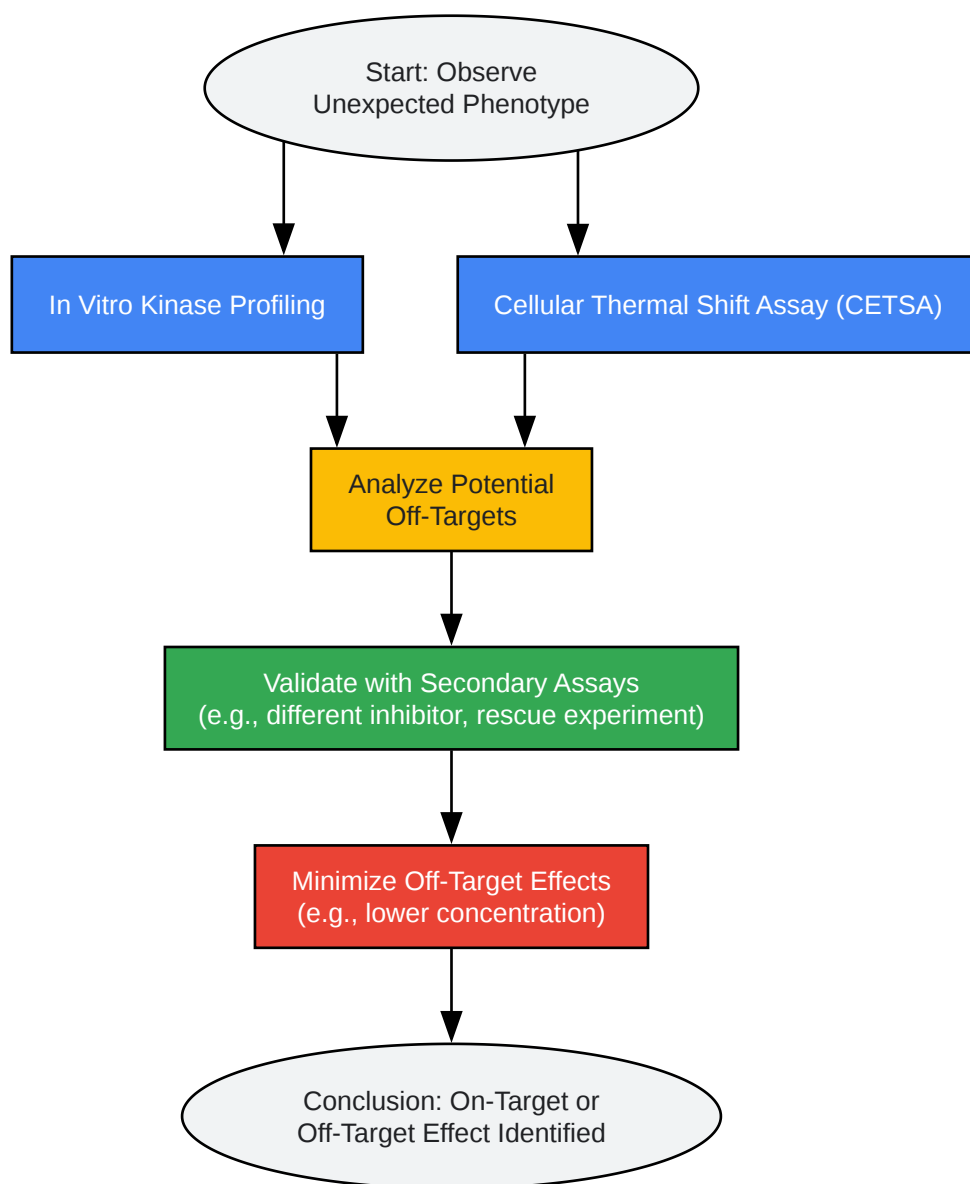 Start: Observe
Unexpected Phenotype
In Vitro Kinase Profiling
Cellular Thermal Shift Assay (CETSA)
Analyze Potential
Off-Targets
Validate with Secondary Assays
(e.g., different inhibitor, rescue experiment)
Minimize Off-Target Effects
(e.g., lower concentration)
Conclusion: On-Target or
Off-Target Effect Identified